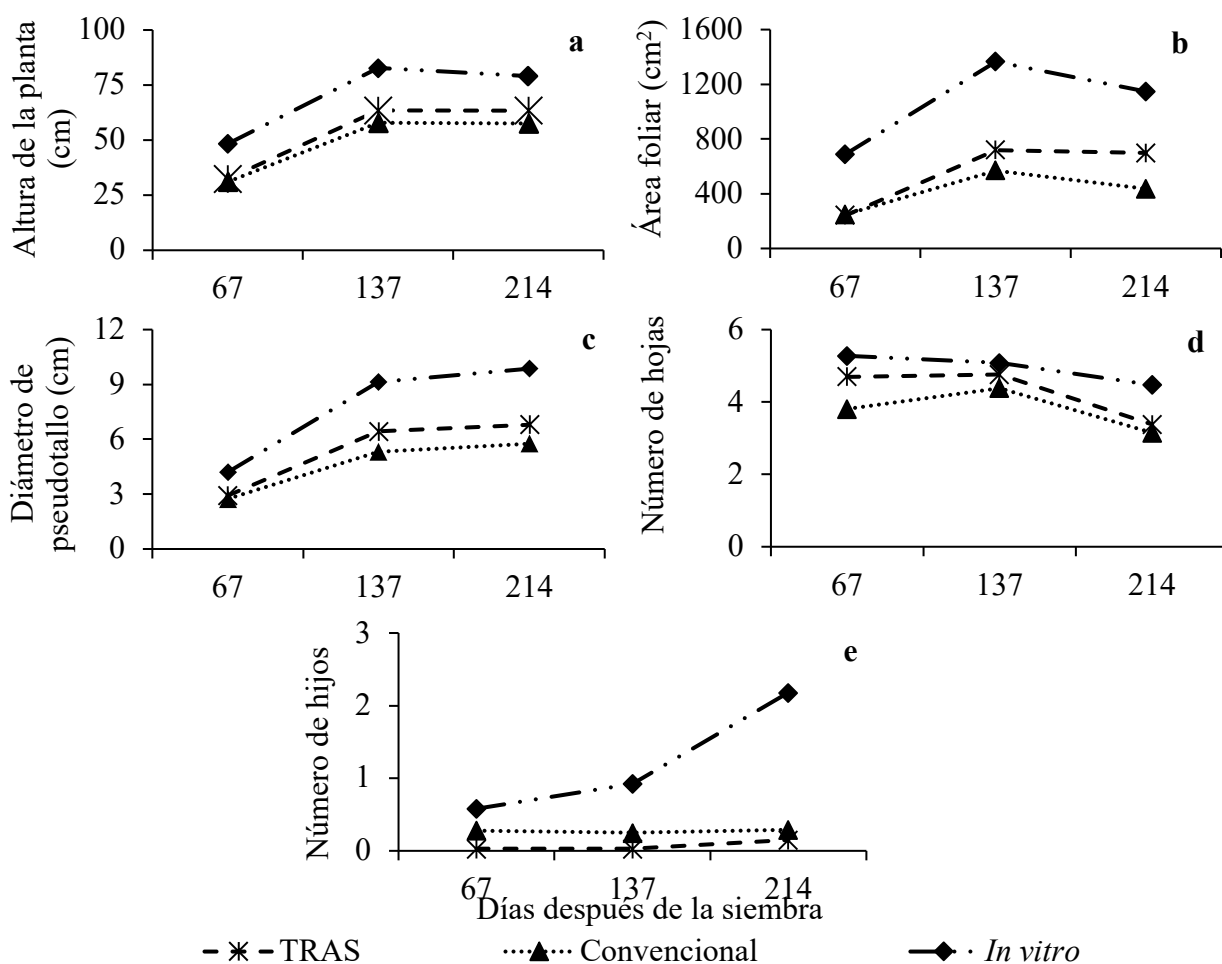 Altura de la planta
(cm)
100
75
50
25
0
a
67 137 214
Área foliar (cm²)
1600
1200
800
400
0
b
67 137 214
Diámetro de
pseudotallo (cm)
12
9
6
3
0
c
67 137 214
Número de hojas
6
4
2
0
d
67 137 214
Número de hijos
3
2
1
0
e
67 137 214
Días después de la siembra
TRAS Convencional In vitro